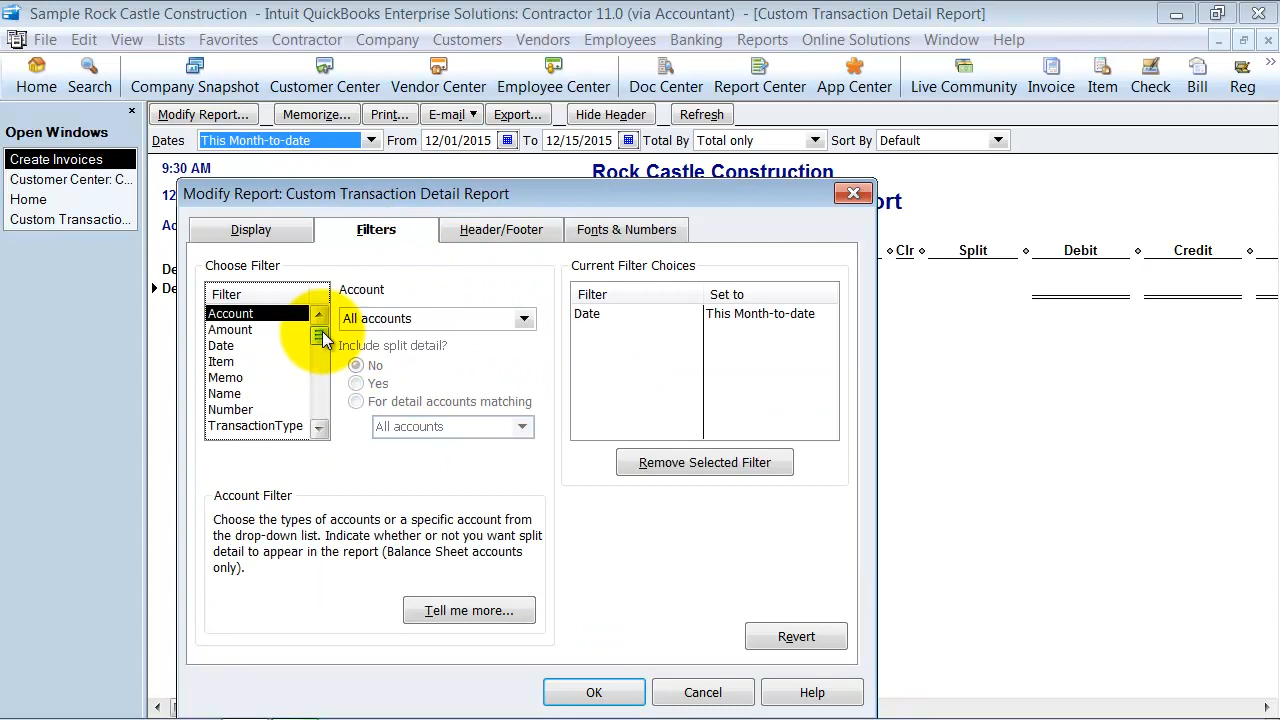 Sample Rock Castle Construction - Intuit QuickBooks Enterprise Solutions: Contractor 11.0 (via Accountant) - [Custom Transaction Detail Report]
File Edit View Lists Favorites Contractor Company Customers Vendors Employees Banking Reports Online Solutions Window Help
Home Search Company Snapshot Customer Center Vendor Center Employee Center Doc Center Report Center App Center Live Community Invoice Item Check Bill Reg
Open Windows
Create Invoices
Customer Center: C...
Home
Custom Transactio...
Modify Report... Memorize... Print... E-mail Export... Hide Header Refresh
Dates This Month-to-date From 12/01/2015 To 12/15/2015 Total By Total only Sort By Default
9:30 AM Rock Castle Construction
12 ort
Ac
Clr Split Debit Credit
De
De
Modify Report: Custom Transaction Detail Report
Display Filters Header/Footer Fonts & Numbers
Choose Filter
Filter
Account
Amount
Date
Item
Memo
Name
Number
TransactionType
Account
All accounts
Include split detail?
No
Yes
For detail accounts matching
All accounts
Account Filter
Choose the types of accounts or a specific account from
the drop-down list. Indicate whether or not you want split
detail to appear in the report (Balance Sheet accounts
only).
Tell me more...
Current Filter Choices
Filter Set to
Date This Month-to-date
Remove Selected Filter
Revert
OK Cancel Help